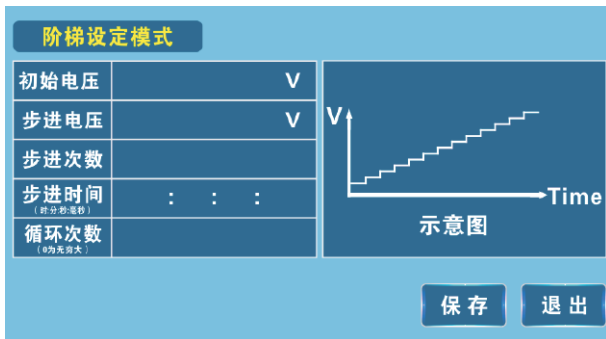 阶梯设定模式
初始电压 V
步进电压 V
步进次数
步进时间 : : :
(时:分:秒:毫秒)
循环次数
(0为无穷大)
V
Time
示意图
保存
退出